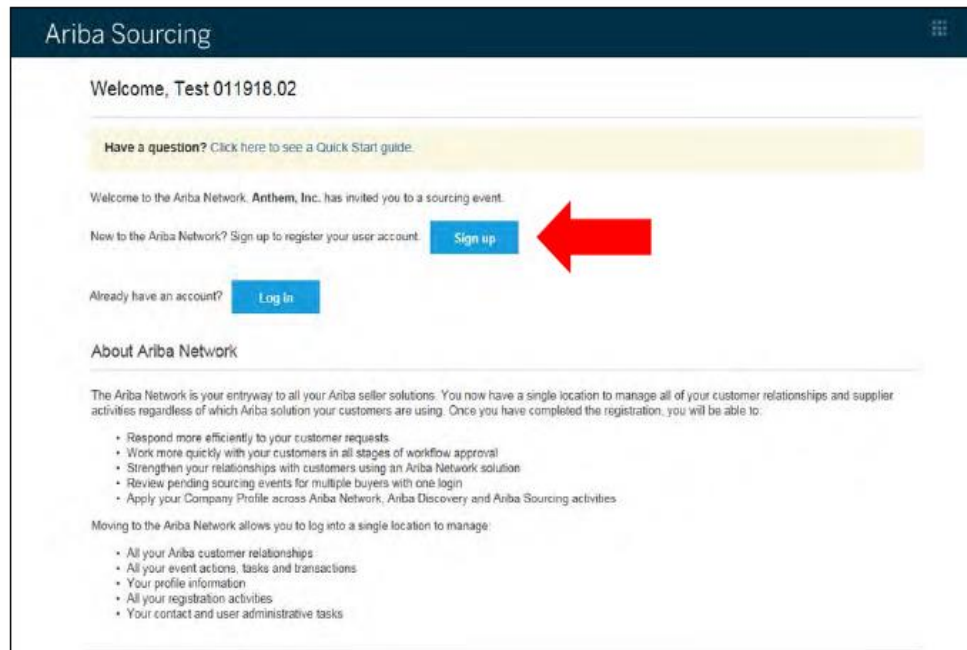 Ariba Sourcing
Welcome, Test 011918.02
Have a question? Click here to see a Quick Start guide.
Welcome to the Ariba Network. Anthem, Inc. has invited you to a sourcing event.
New to the Ariba Network? Sign up to register your user account. Sign up
Already have an account? Log in
About Ariba Network
The Ariba Network is your entryway to all your Ariba seller solutions. You now have a single location to manage all of your customer relationships and supplier
activities regardless of which Ariba solution your customers are using. Once you have completed the registration, you will be able to:
• Respond more efficiently to your customer requests
• Work more quickly with your customers in all stages of workflow approval
• Strengthen your relationships with customers using an Ariba Network solution
• Review pending sourcing events for multiple buyers with one login
• Apply your Company Profile across Ariba Network, Ariba Discovery and Ariba Sourcing activities
Moving to the Ariba Network allows you to log into a single location to manage:
• All your Ariba customer relationships
• All your event actions, tasks and transactions
• Your profile information
• All your registration activities
• Your contact and user administrative tasks